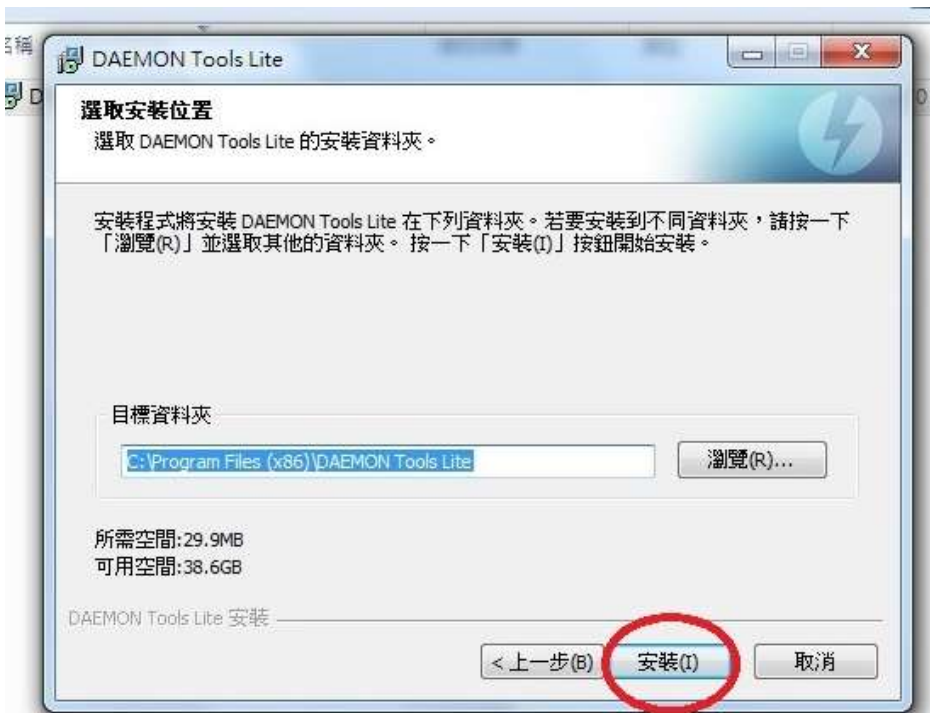 名稱
DAEMON Tools Lite
D
選取安裝位置
選取 DAEMON Tools Lite 的安裝資料夾。
安裝程式將安裝 DAEMON Tools Lite 在下列資料夾。若要安裝到不同資料夾，請按一下
「瀏覽(R)」並選取其他的資料夾。 按一下「安裝(I)」按鈕開始安裝。
目標資料夾
C:\Program Files (x86)\DAEMON Tools Lite
瀏覽(R)...
所需空間:29.9MB
可用空間:38.6GB
DAEMON Tools Lite 安裝
< 上一步(B)
安裝(I)
取消